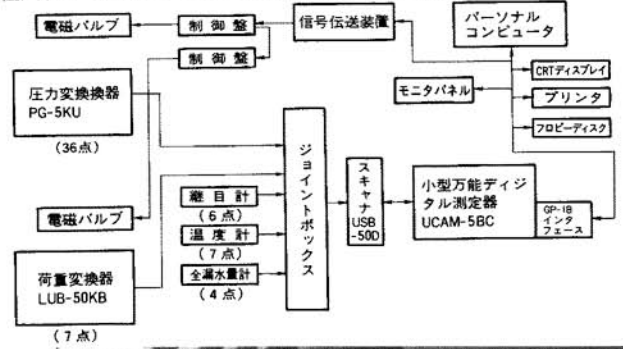 電磁バルブ
制御盤
信号伝送装置
パーソナル
コンピュータ
制御盤
CRTディスプレイ
モニタパネル
プリンタ
フロピーディスク
圧力変換換器
PG-5KU
(36点)
ジョイントボックス
スキャナ
USB
-50D
小型万能ディジ
タル測定器
UCAM-5BC
GP-IB
インタ
フェース
継目計
(6点)
電磁バルブ
温度計
(7点)
全漏水量計
(4点)
荷重変換器
LUB-50KB
(7点)